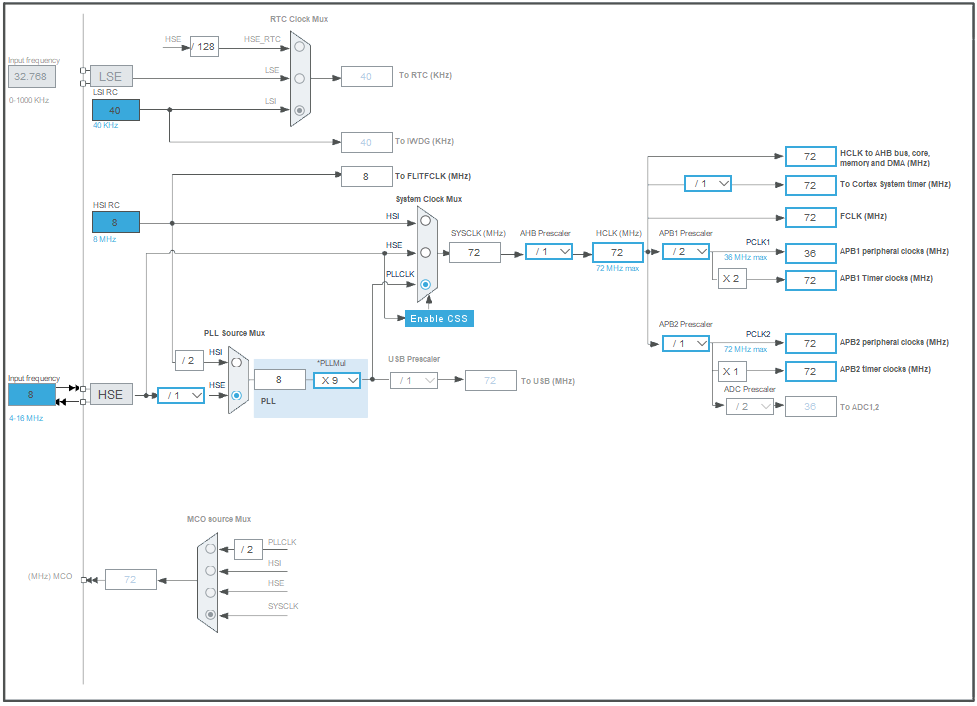 RTC Clock Mux
HSE
/ 128
HSE_RTC
Input frequency
32.768
LSE
LSE
40
To RTC (KHz)
0-1000 KHz
LSI RC
40
LSI
40 KHz
40
To IWDG (KHz)
8
To FLITFCLK (MHz)
System Clock Mux
HSI RC
8
8 MHz
HSI
HSE
PLLCLK
SYSCLK (MHz)
72
AHB Prescaler
/ 1
HCLK (MHz)
72
72 MHz max
72
HCLK to AHB bus, core,
memory and DMA (MHz)
/ 1
72
To Cortex System timer (MHz)
72
FCLK (MHz)
APB1 Prescaler
/ 2
PCLK1
36 MHz max
36
APB1 peripheral clocks (MHz)
X 2
72
APB1 Timer clocks (MHz)
Enable CSS
APB2 Prescaler
/ 1
PCLK2
72 MHz max
72
APB2 peripheral clocks (MHz)
X 1
72
APB2 timer clocks (MHz)
ADC Prescaler
/ 2
36
To ADC1,2
PLL Source Mux
/ 2
HSI
HSE
*PLLMul
8
X 9
PLL
USB Prescaler
/ 1
72
To USB (MHz)
Input frequency
8
4-16 MHz
HSE
/ 1
MCO source Mux
/ 2
PLLCLK
HSI
HSE
SYSCLK
(MHz) MCO
72